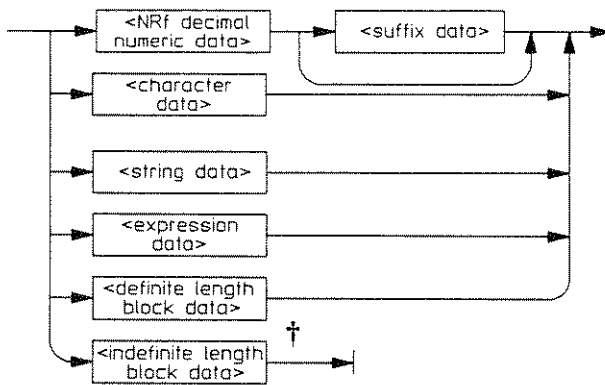 <NRf decimal
numeric data>
<suffix data>
<character
data>
<string data>
<expression
data>
<definite length
block data>
†
<indefinite length
block data>